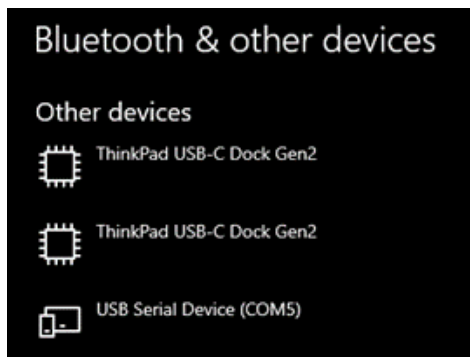 Bluetooth & other devices
Other devices
ThinkPad USB-C Dock Gen2
ThinkPad USB-C Dock Gen2
USB Serial Device (COM5)